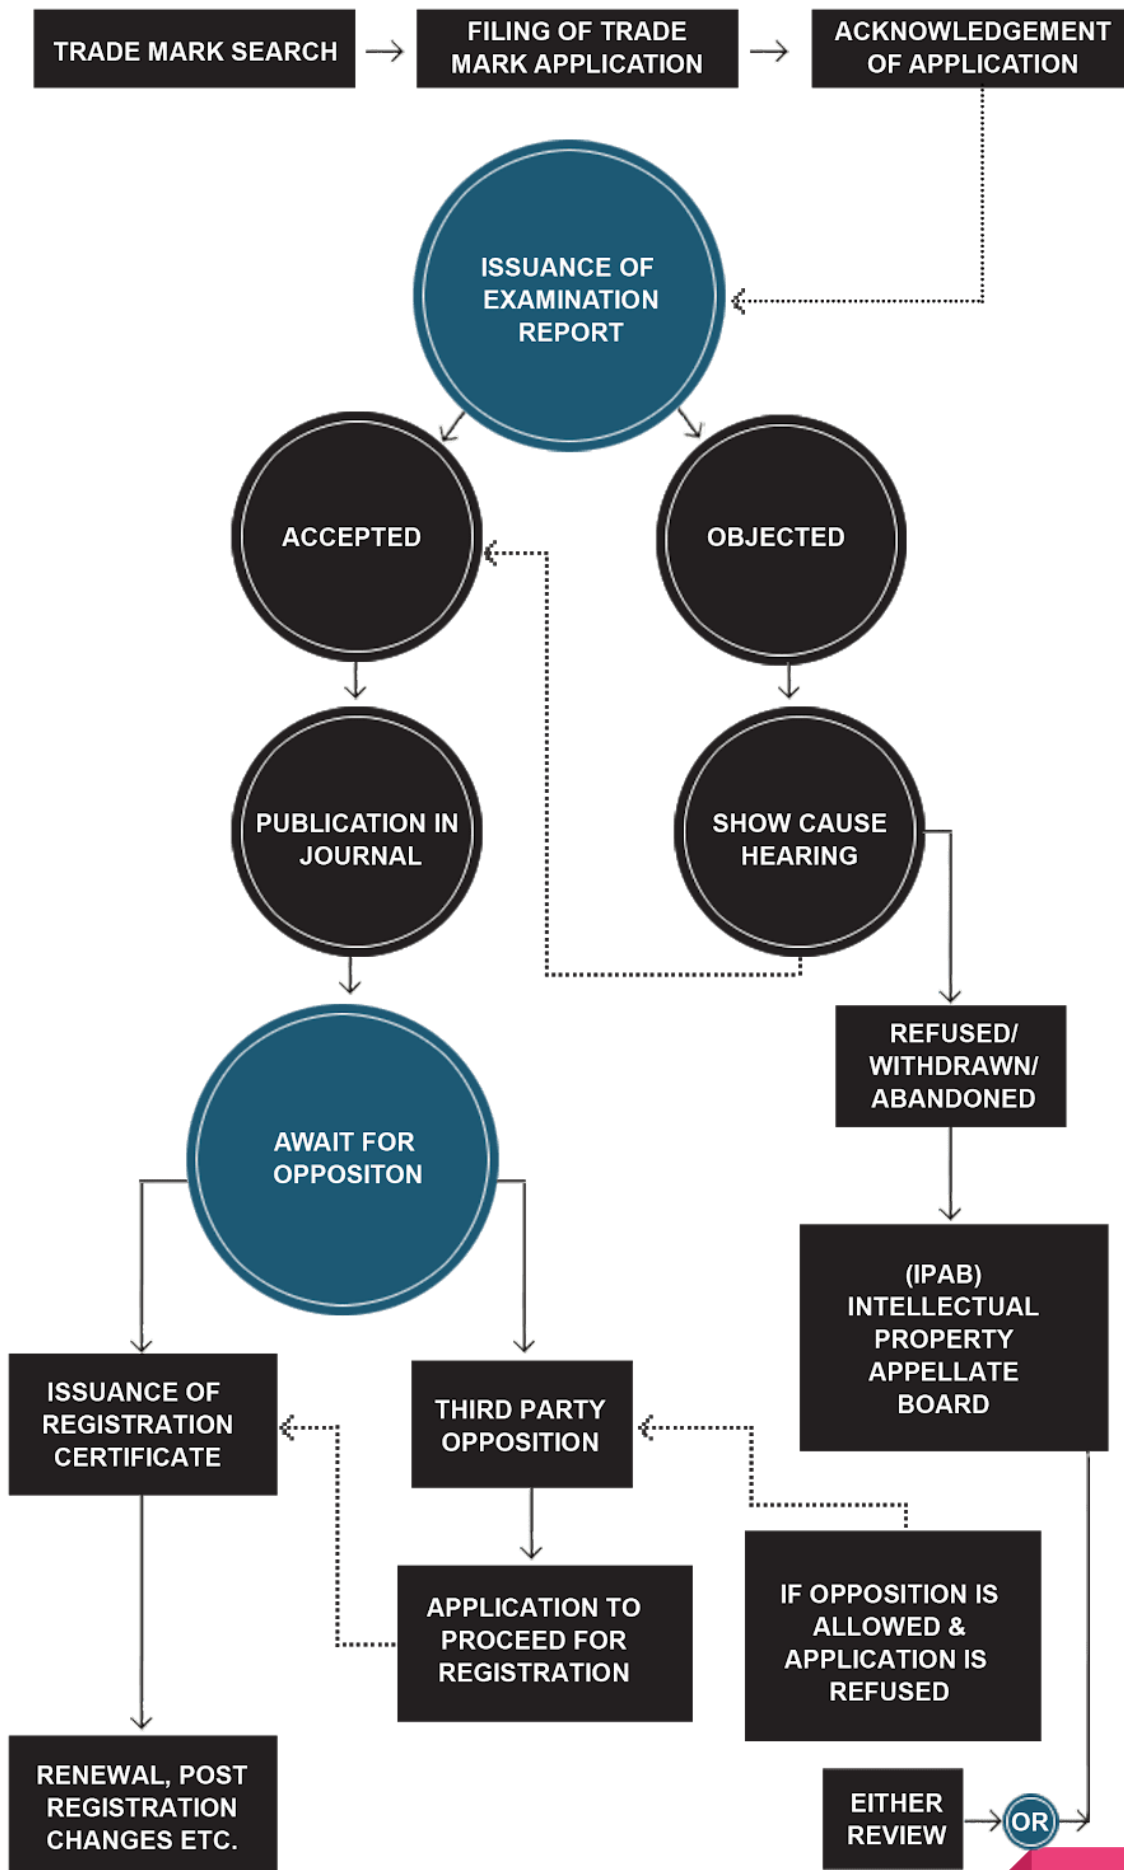 TRADE MARK SEARCH
FILING OF TRADE
MARK APPLICATION
ACKNOWLEDGEMENT
OF APPLICATION
ISSUANCE OF
EXAMINATION
REPORT
ACCEPTED
OBJECTED
PUBLICATION IN
JOURNAL
SHOW CAUSE
HEARING
REFUSED/
WITHDRAWN/
ABANDONED
AWAIT FOR
OPPOSITON
(IPAB)
INTELLECTUAL
PROPERTY
APPELLATE
BOARD
ISSUANCE OF
REGISTRATION
CERTIFICATE
THIRD PARTY
OPPOSITION
APPLICATION TO
PROCEED FOR
REGISTRATION
IF OPPOSITION IS
ALLOWED &
APPLICATION IS
REFUSED
RENEWAL, POST
REGISTRATION
CHANGES ETC.
EITHER
REVIEW
OR